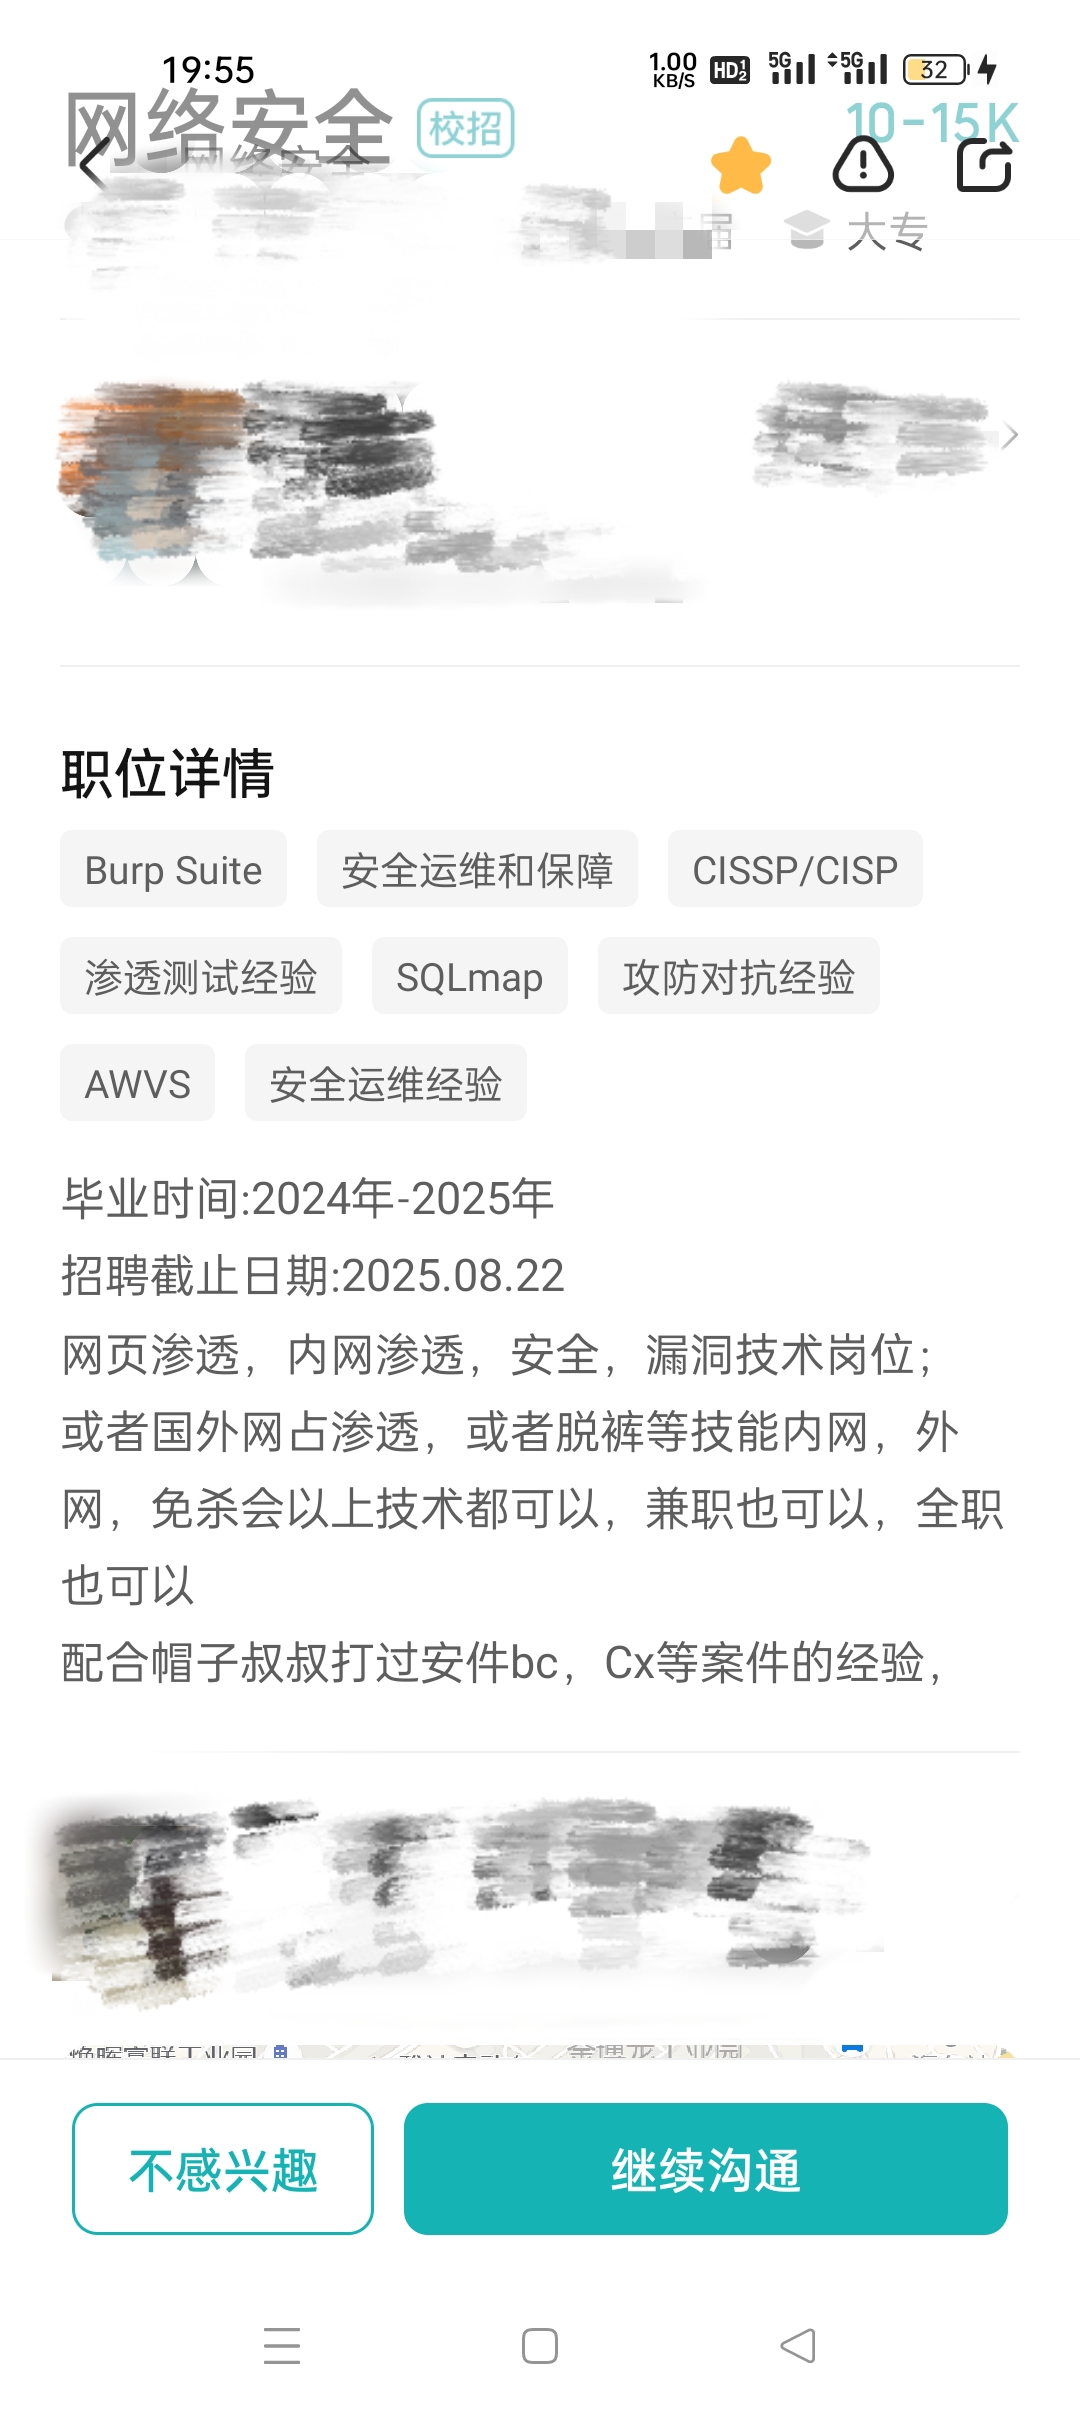 19:55
1.00 KB/S HD 5G 5G 32
网络安全 校招 10-15K
网络安全
届 大专
职位详情
Burp Suite 安全运维和保障 CISSP/CISP
渗透测试经验 SQLmap 攻防对抗经验
AWVS 安全运维经验
毕业时间:2024年-2025年
招聘截止日期:2025.08.22
网页渗透，内网渗透，安全，漏洞技术岗位；
或者国外网占渗透，或者脱裤等技能内网，外
网，免杀会以上技术都可以，兼职也可以，全职
也可以
配合帽子叔叔打过安件bc，Cx等案件的经验，
不感兴趣 继续沟通